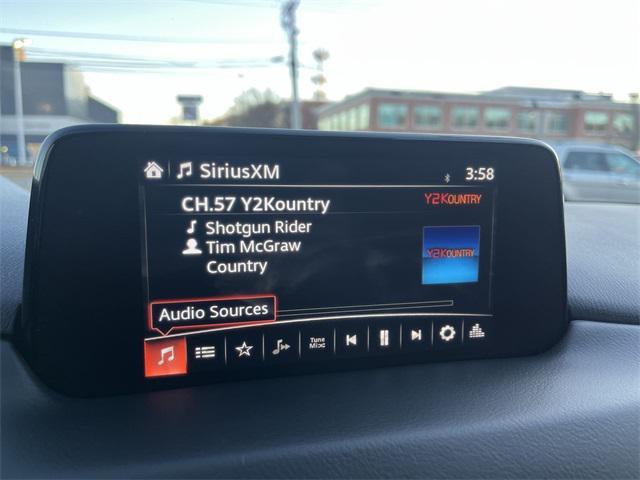 SiriusXM
3:58
CH.57 Y2Kountry
Y2KOUNTRY
Shotgun Rider
Tim McGraw
Y2KOUNTRY
Country
Audio Sources
Tune
Mix